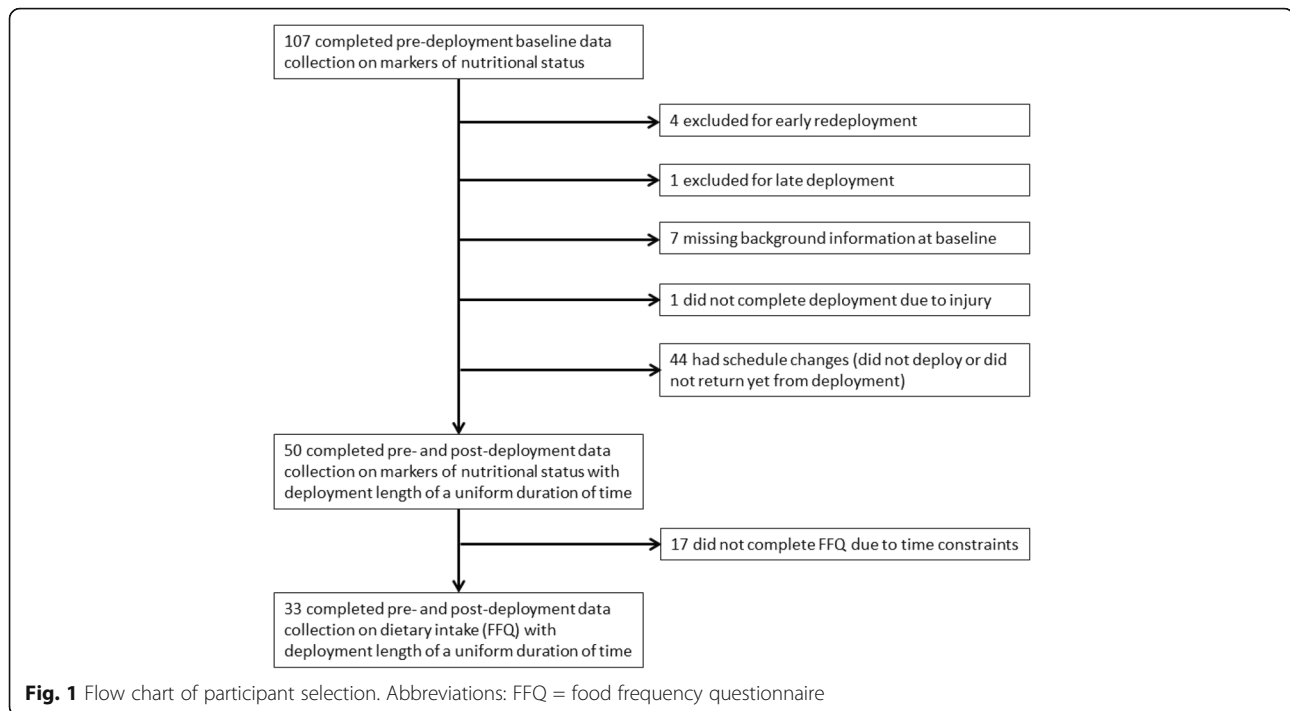 107 completed pre-deployment baseline data
collection on markers of nutritional status
4 excluded for early redeployment
1 excluded for late deployment
7 missing background information at baseline
1 did not complete deployment due to injury
44 had schedule changes (did not deploy or did
not return yet from deployment)
50 completed pre- and post-deployment data
collection on markers of nutritional status with
deployment length of a uniform duration of time
17 did not complete FFQ due to time constraints
33 completed pre- and post-deployment data
collection on dietary intake (FFQ) with
deployment length of a uniform duration of time
Fig. 1 Flow chart of participant selection. Abbreviations: FFQ = food frequency questionnaire